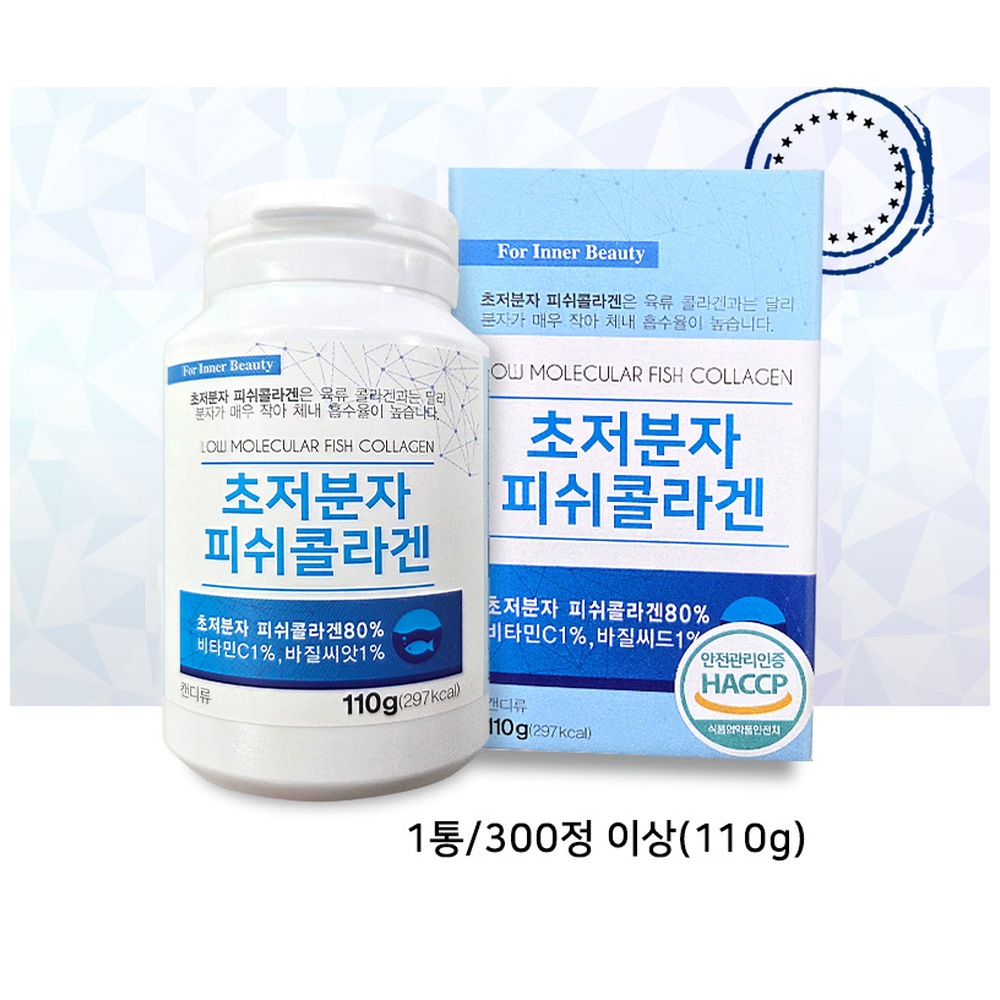 For Inner Beauty
초저분자 피쉬콜라겐은 육류 콜라겐과는 달리
분자가 매우 작아 체내 흡수율이 높습니다.
LOW MOLECULAR FISH COLLAGEN
초저분자
피쉬콜라겐
초저분자 피쉬콜라겐80%
비타민C1%, 바질씨앗1%
캔디류
110g(297kcal)
For Inner Beauty
초저분자 피쉬콜라겐은 육류 콜라겐과는 달리
분자가 매우 작아 체내 흡수율이 높습니다.
LOW MOLECULAR FISH COLLAGEN
초저분자
피쉬콜라겐
초저분자 피쉬콜라겐80%
비타민C1%, 바질씨드1%
캔디류
110g(297kcal)
안전관리인증
HACCP
식품의약품안전처
1통/300정 이상(110g)